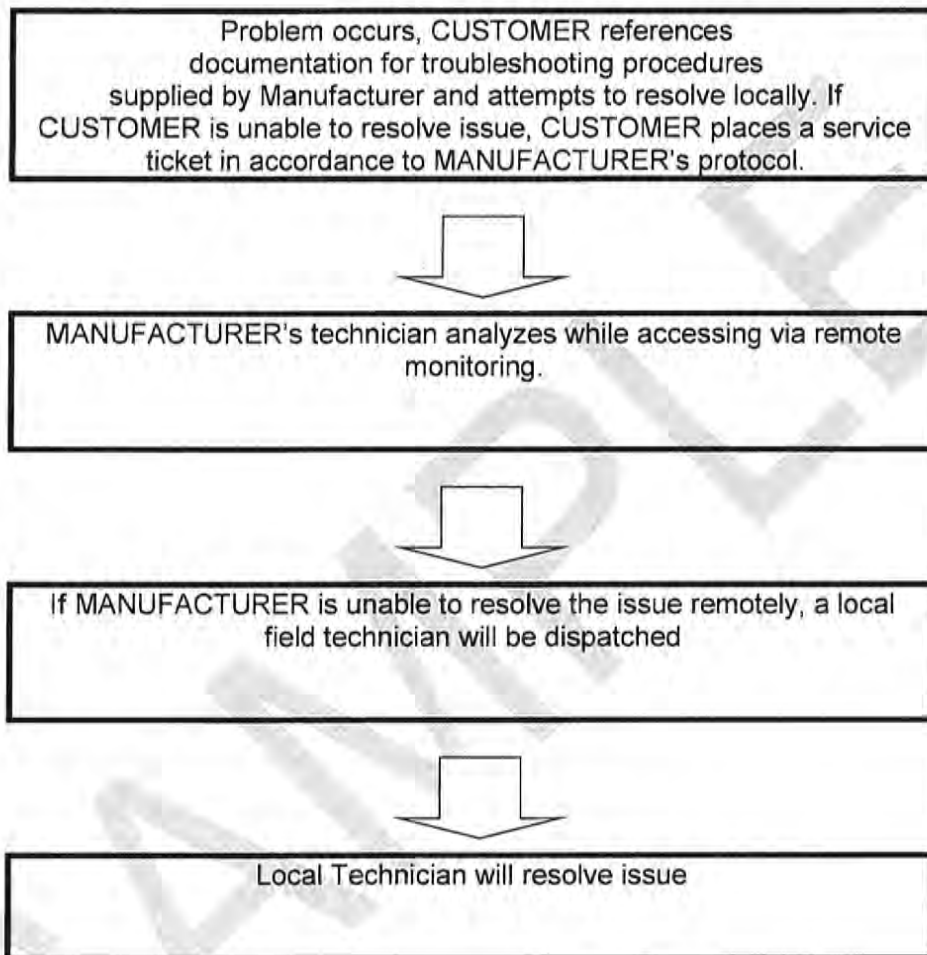 Problem occurs, CUSTOMER references
documentation for troubleshooting procedures
supplied by Manufacturer and attempts to resolve locally. If
CUSTOMER is unable to resolve issue, CUSTOMER places a service
ticket in accordance to MANUFACTURER's protocol.
MANUFACTURER's technician analyzes while accessing via remote
monitoring.
If MANUFACTURER is unable to resolve the issue remotely, a local
field technician will be dispatched
Local Technician will resolve issue
SAMPLE